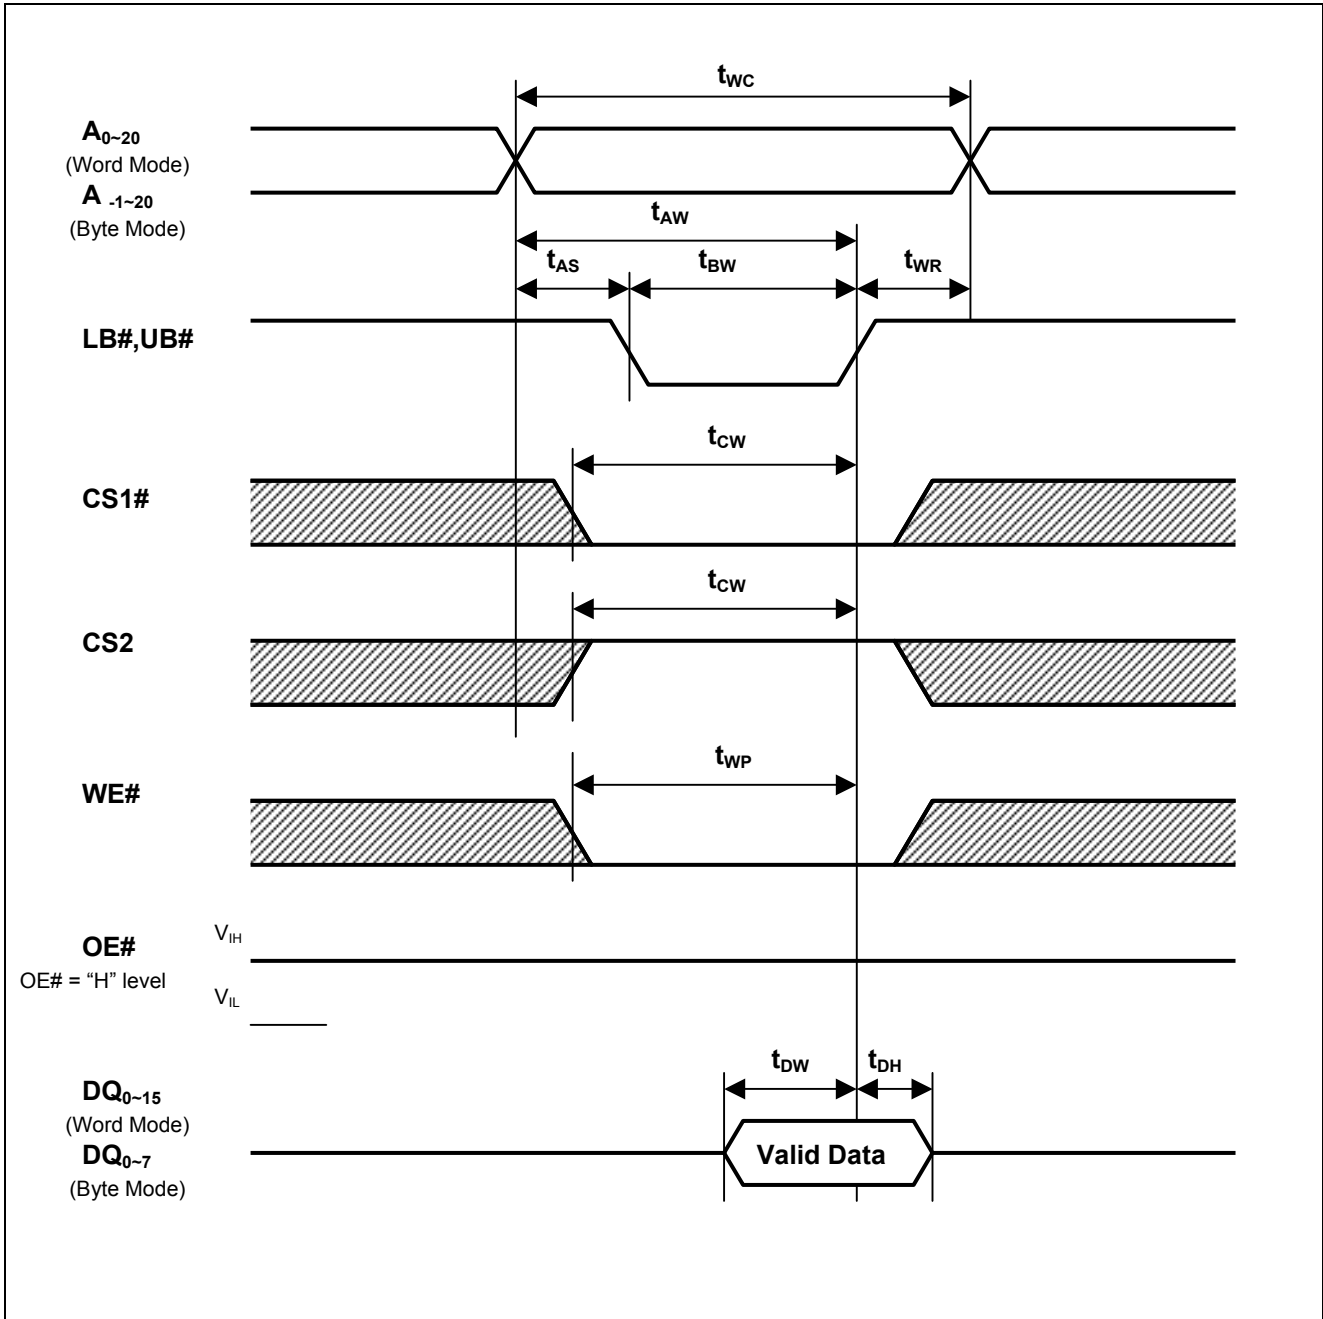 tWC
A0~20
(Word Mode)
A -1~20
(Byte Mode)
tAW
tAS
tBW
tWR
LB#,UB#
tCW
CS1#
tCW
CS2
tWP
WE#
VIH
OE#
OE# = “H” level
VIL
tDW
tDH
DQ0~15
(Word Mode)
Valid Data
DQ0~7
(Byte Mode)